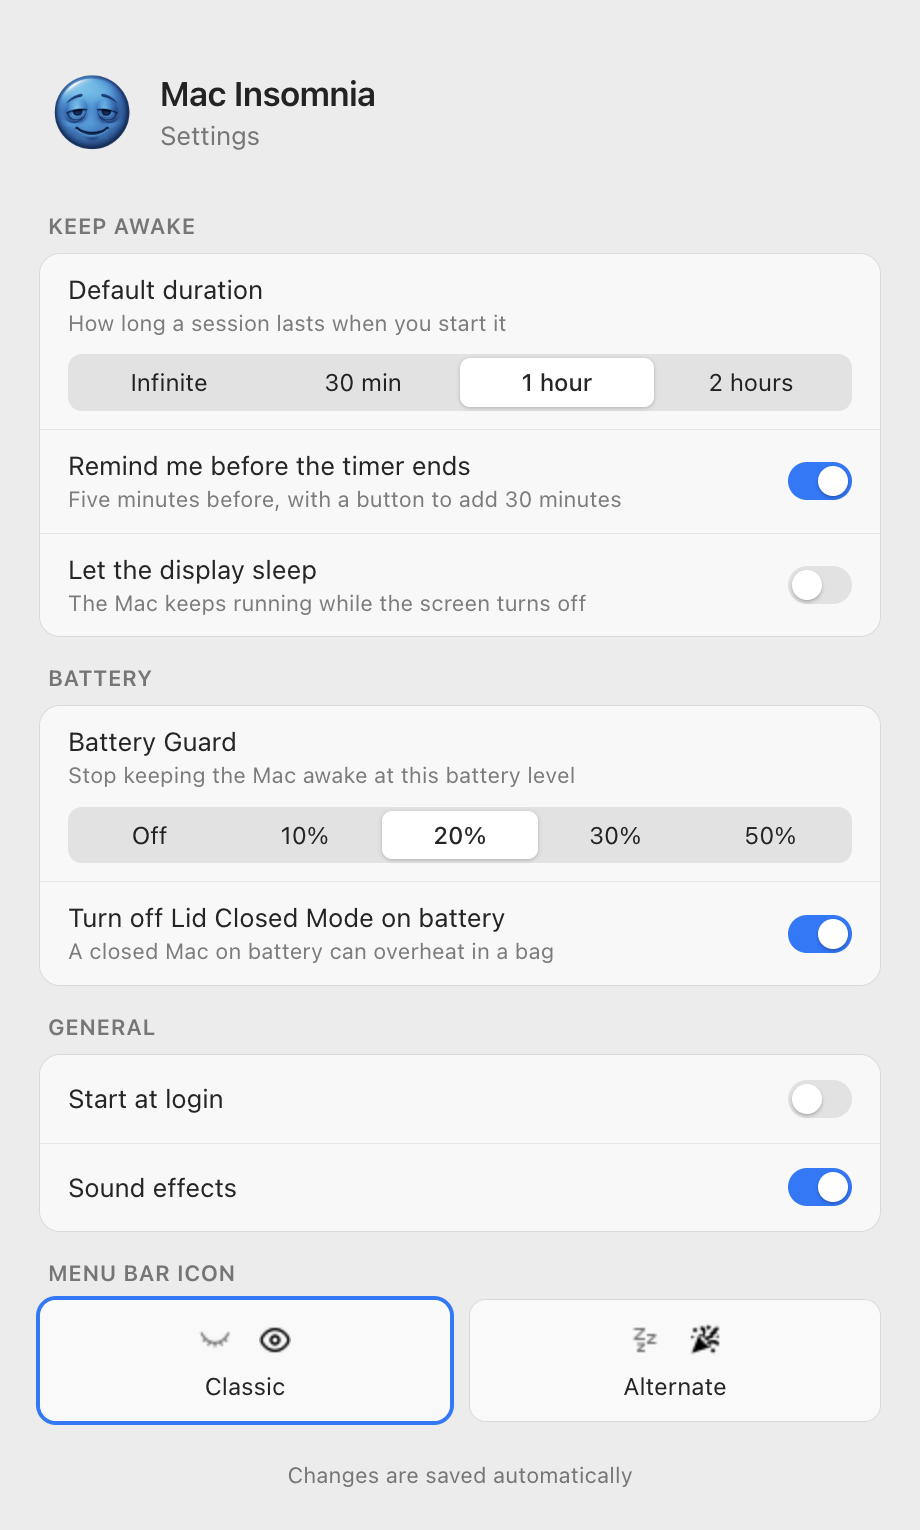 Mac Insomnia
Settings
KEEP AWAKE
Default duration
How long a session lasts when you start it
Infinite 30 min 1 hour 2 hours
Remind me before the timer ends
Five minutes before, with a button to add 30 minutes
Let the display sleep
The Mac keeps running while the screen turns off
BATTERY
Battery Guard
Stop keeping the Mac awake at this battery level
Off 10% 20% 30% 50%
Turn off Lid Closed Mode on battery
A closed Mac on battery can overheat in a bag
GENERAL
Start at login
Sound effects
MENU BAR ICON
Classic Alternate
Changes are saved automatically